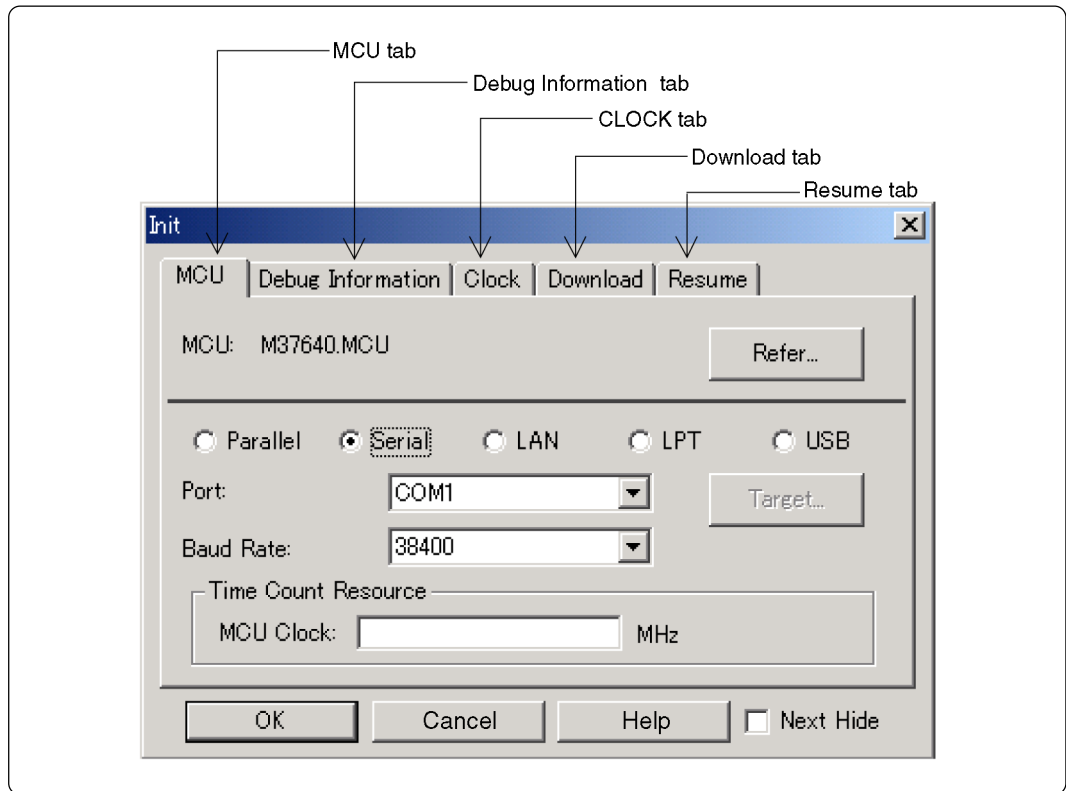 MCU tab
Debug Information tab
CLOCK tab
Download tab
Resume tab
Init
MCU Debug Information Clock Download Resume
MCU: M37640.MCU Refer...
Parallel Serial LAN LPT USB
Port: COM1 Target...
Baud Rate: 38400
Time Count Resource
MCU Clock: MHz
OK Cancel Help Next Hide